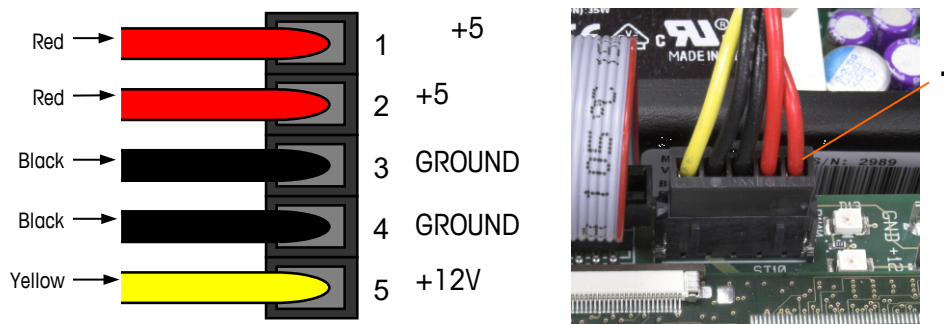 Red
1
+5
Red
2
+5
Black
3
GROUND
Black
4
GROUND
Yellow
5
+12V
c RU ®
MADE IN
S/N: 2989
GND +12
ST10